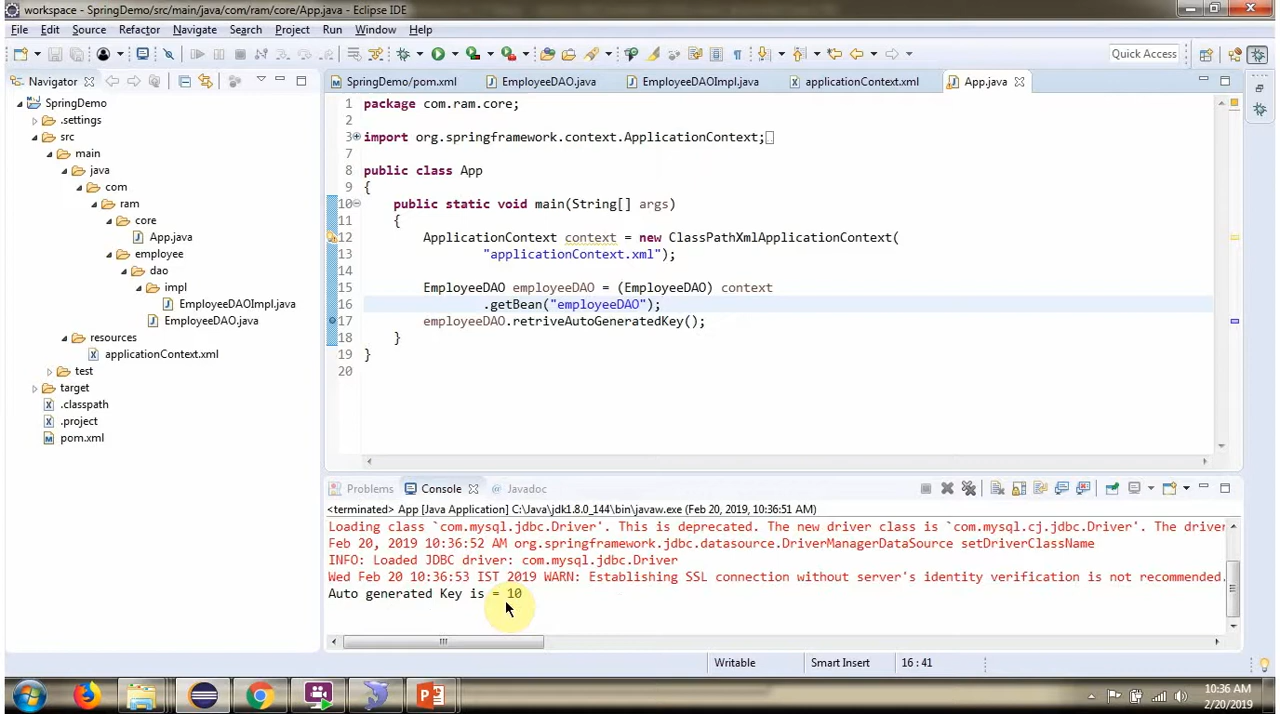 workspace - SpringDemo/src/main/java/com/ram/core/App.java - Eclipse IDE
File Edit Source Refactor Navigate Search Project Run Window Help
Quick Access
Navigator
SpringDemo/pom.xml EmployeeDAO.java EmployeeDAOImpl.java applicationContext.xml App.java
SpringDemo
.settings
src
main
java
com
ram
core
App.java
employee
dao
impl
EmployeeDAOImpl.java
EmployeeDAO.java
resources
applicationContext.xml
test
target
.classpath
.project
pom.xml
1 package com.ram.core;
2
3 import org.springframework.context.ApplicationContext;
7
8 public class App
9 {
10 public static void main(String[] args)
11 {
12 ApplicationContext context = new ClassPathXmlApplicationContext(
13 "applicationContext.xml");
14
15 EmployeeDAO employeeDAO = (EmployeeDAO) context
16 .getBean("employeeDAO");
17 employeeDAO.retriveAutoGeneratedKey();
18 }
19 }
20
Problems Console Javadoc
<terminated> App [Java Application] C:\Java\jdk1.8.0_144\bin\javaw.exe (Feb 20, 2019, 10:36:51 AM)
Loading class `com.mysql.jdbc.Driver'. This is deprecated. The new driver class is `com.mysql.cj.jdbc.Driver'. The driver
Feb 20, 2019 10:36:52 AM org.springframework.jdbc.datasource.DriverManagerDataSource setDriverClassName
INFO: Loaded JDBC driver: com.mysql.jdbc.Driver
Wed Feb 20 10:36:53 IST 2019 WARN: Establishing SSL connection without server's identity verification is not recommended.
Auto generated Key is = 10
Writable Smart Insert 16 : 41
10:36 AM
2/20/2019